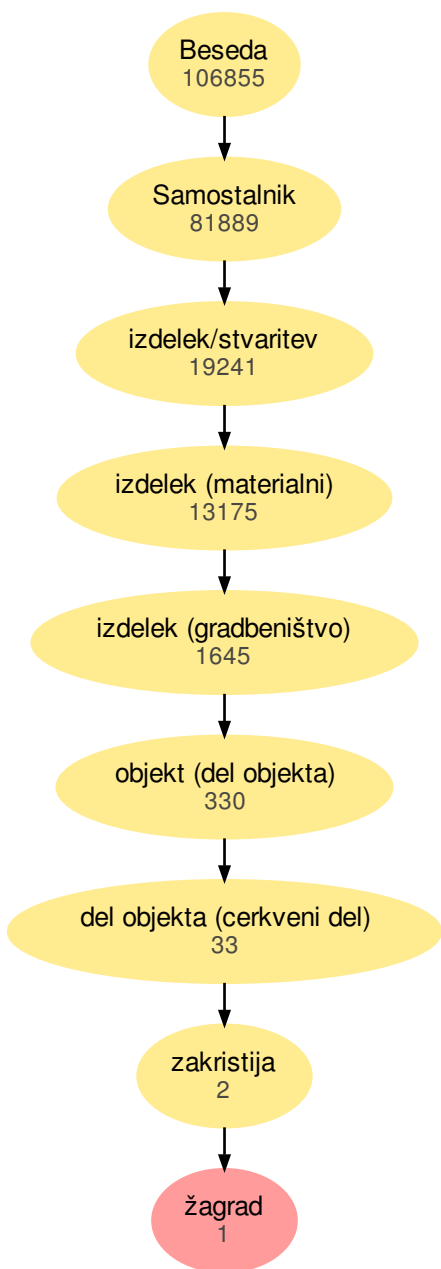 Beseda
106855
Samostalnik
81889
izdelek/stvaritev
19241
izdelek (materialni)
13175
izdelek (gradbeništvo)
1645
objekt (del objekta)
330
del objekta (cerkveni del)
33
zakristija
2
žagrad
1